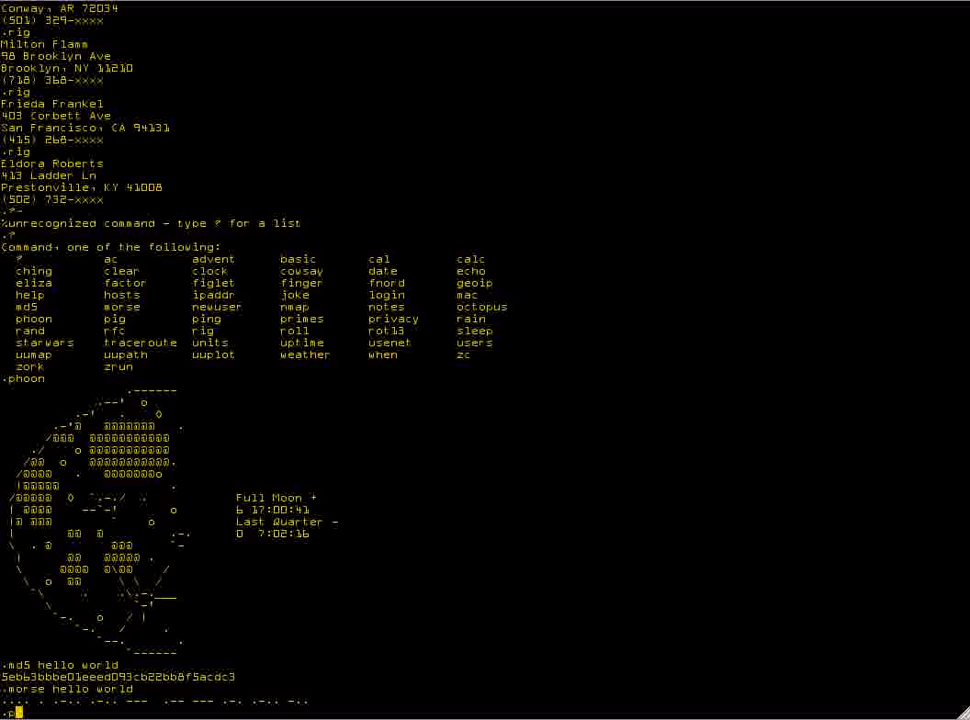 Conway, AR 72034
(501) 329-xxxx
.rig
Milton Flamm
98 Brooklyn Ave
Brooklyn, NY 11210
(718) 368-xxxx
.rig
Frieda Frankel
403 Corbett Ave
San Francisco, CA 94131
(415) 268-xxxx
.rig
Eldora Roberts
413 Ladder Ln
Prestonville, KY 41008
(502) 732-xxxx
.?-
%unrecognized command - type ? for a list
.?
Command, one of the following:
? ac advent basic cal calc
ching clear clock cowsay date echo
eliza factor figlet finger fnord geoip
help hosts ipaddr joke login mac
md5 morse newuser nmap notes octopus
phoon pig ping primes privacy rain
rand rfc rig roll rot13 sleep
starwars traceroute units uptime usenet users
uumap uupath uuplot weather when zc
zork zrun
.phoon
Full Moon +
6 17:00:41
Last Quarter -
0 7:02:16
.md5 hello world
5eb63bbbe01eeed093cb22bb8f5acdc3
.morse hello world
.... . .-.. .-.. --- .-- --- .-. .-.. -..
.p